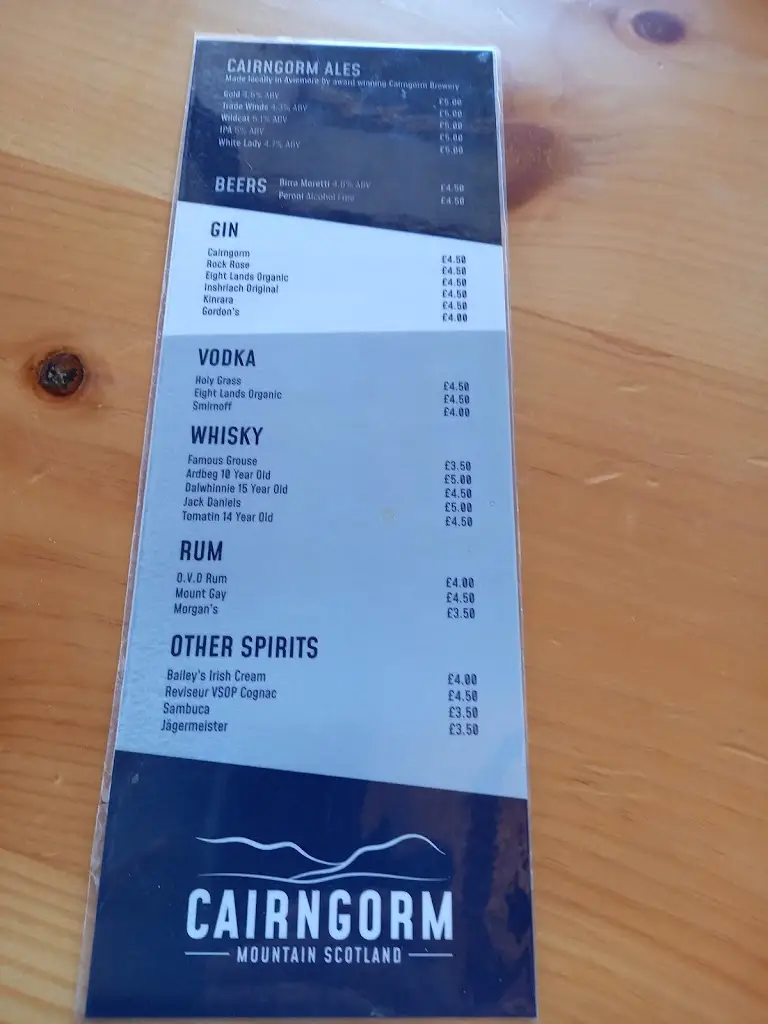 CAIRNGORM ALES
Made locally in Aviemore by award winning Cairngorm Brewery
Gold 4.5% ABV £5.00
Trade Winds 4.3% ABV £5.00
Wildcat 5.1% ABV £5.00
IPA 5% ABV £5.00
White Lady 4.7% ABV £5.00
BEERS Birra Moretti 4.6% ABV £4.50
Peroni Alcohol Free £4.50
GIN
Cairngorm £4.50
Rock Rose £4.50
Eight Lands Organic £4.50
Inshriach Original £4.50
Kinrara £4.50
Gordon's £4.00
VODKA
Holy Grass £4.50
Eight Lands Organic £4.50
Smirnoff £4.00
WHISKY
Famous Grouse £3.50
Ardbeg 10 Year Old £5.00
Dalwhinnie 15 Year Old £4.50
Jack Daniels £5.00
Tomatin 14 Year Old £4.50
RUM
O.V.D Rum £4.00
Mount Gay £4.50
Morgan's £3.50
OTHER SPIRITS
Bailey's Irish Cream £4.00
Reviseur VSOP Cognac £4.50
Sambuca £3.50
Jägermeister £3.50
CAIRNGORM
MOUNTAIN SCOTLAND